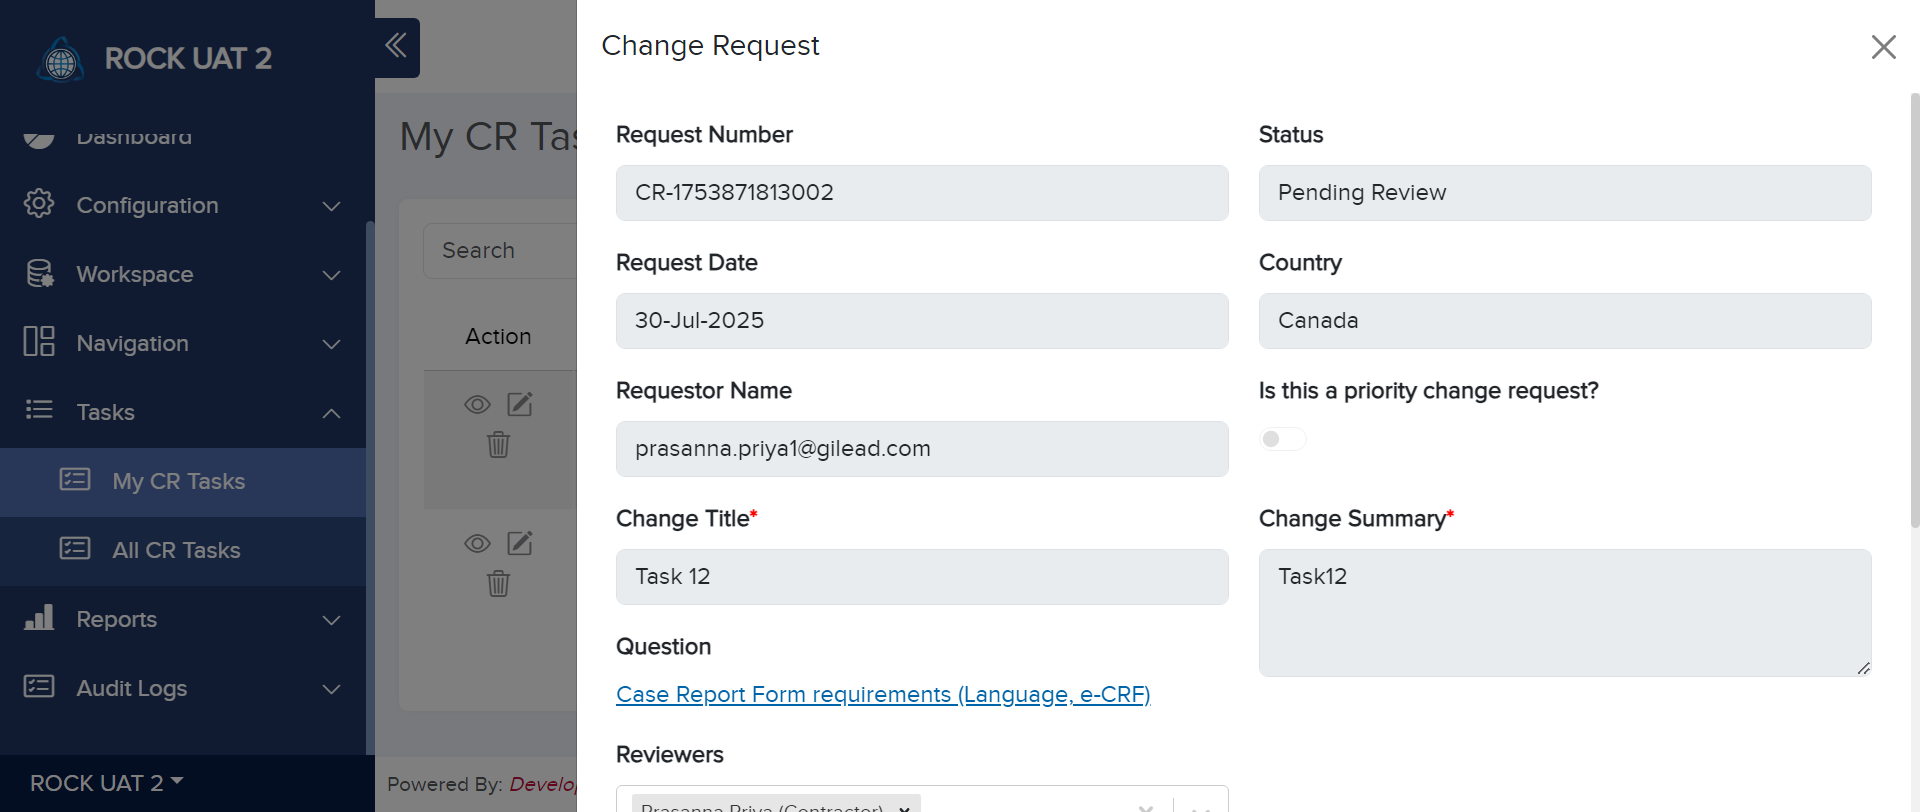 ROCK UAT 2
Dashboard
Configuration
Workspace
Navigation
Tasks
My CR Tasks
All CR Tasks
Reports
Audit Logs
ROCK UAT 2
My CR Tas
Search
Action
Powered By: Develop
Change Request
Request Number
CR-1753871813002
Status
Pending Review
Request Date
30-Jul-2025
Country
Canada
Requestor Name
prasanna.priya1@gilead.com
Is this a priority change request?
Change Title*
Task 12
Change Summary*
Task12
Question
Case Report Form requirements (Language, e-CRF)
Reviewers
Prasanna Priya (Contractor)